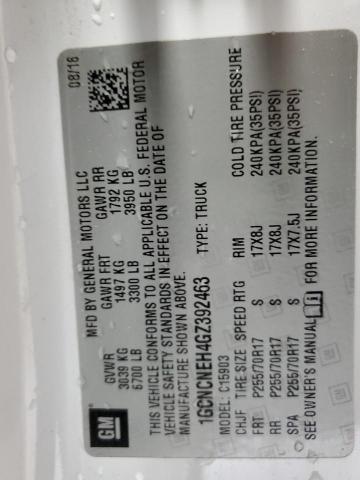 GM
MFD BY GENERAL MOTORS LLC 08/16
GVWR GAWR FRT GAWR RR
3039 KG 1497 KG 1792 KG
6700 LB 3300 LB 3950 LB
THIS VEHICLE CONFORMS TO ALL APPLICABLE U.S. FEDERAL MOTOR
VEHICLE SAFETY STANDARDS IN EFFECT ON THE DATE OF
MANUFACTURE SHOWN ABOVE.
1GCNCNEH4GZ392463 TYPE: TRUCK
MODEL: C15903
CHJF TIRE SIZE SPEED RTG RIM COLD TIRE PRESSURE
FRT P255/70R17 S 17X8J 240KPA(35PSI)
RR P255/70R17 S 17X8J 240KPA(35PSI)
SPA P255/70R17 S 17X7.5J 240KPA(35PSI)
SEE OWNER'S MANUAL FOR MORE INFORMATION.